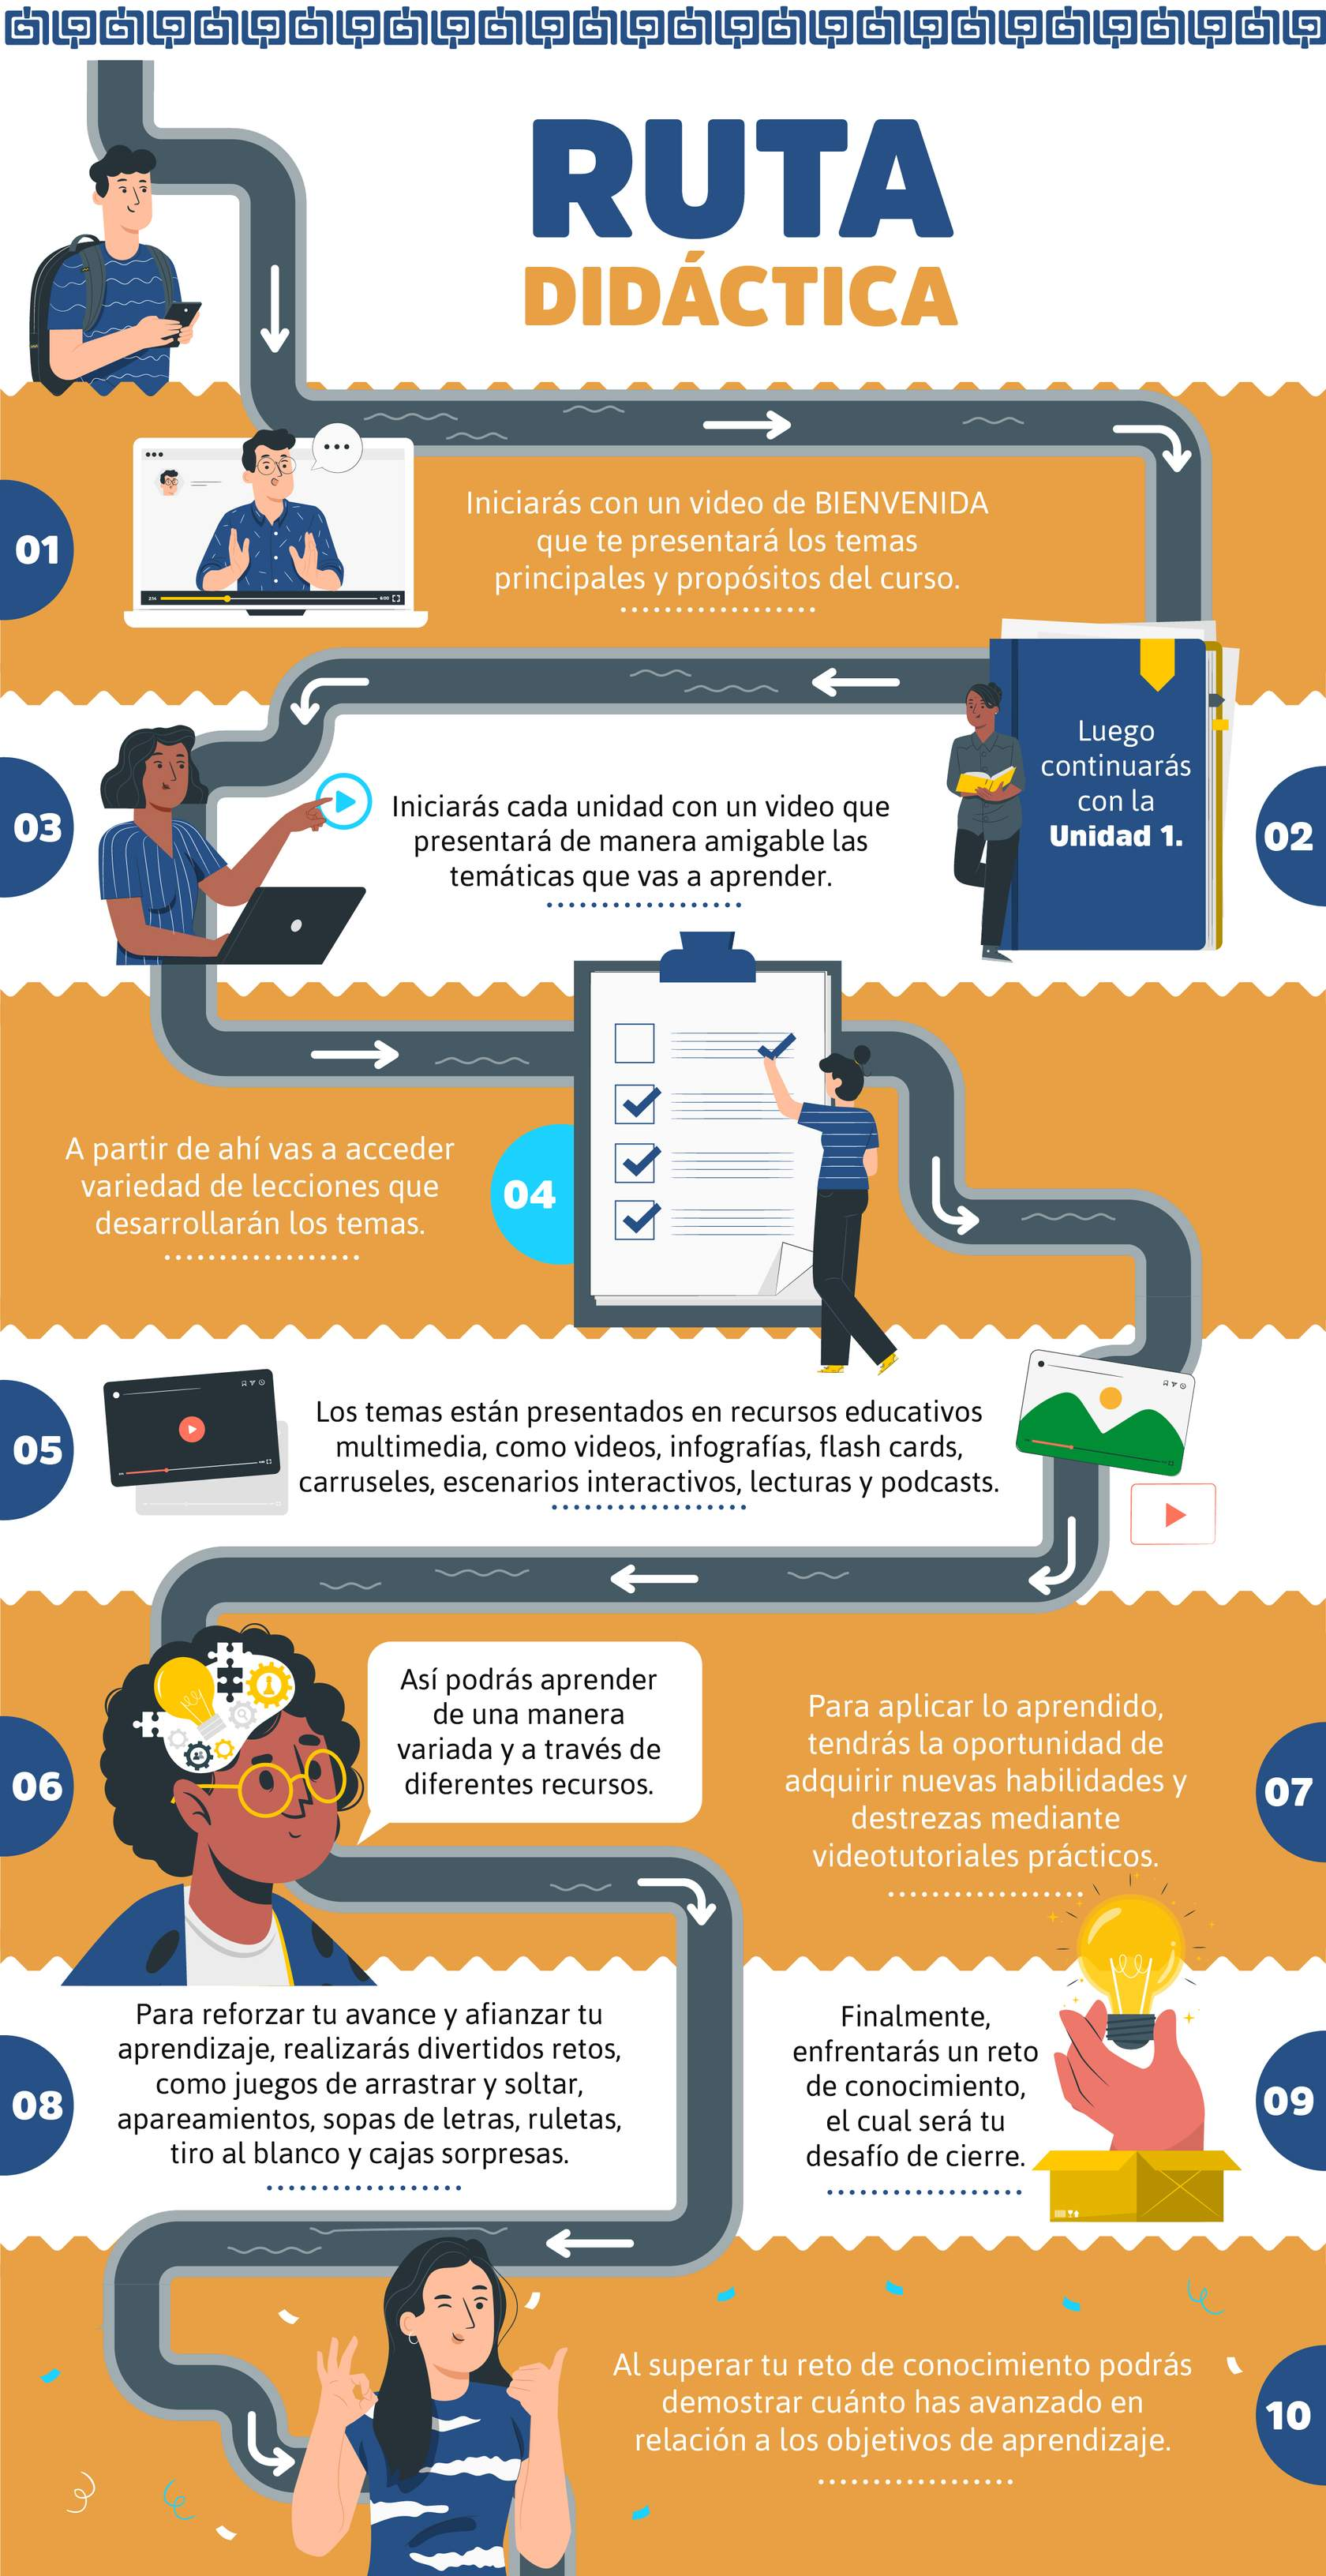 RUTA
DIDÁCTICA
01
Iniciarás con un video de BIENVENIDA
que te presentará los temas
principales y propósitos del curso.
02
Luego
continuarás
con la
Unidad 1.
03
Iniciarás cada unidad con un video que
presentará de manera amigable las
temáticas que vas a aprender.
04
A partir de ahí vas a acceder
variedad de lecciones que
desarrollarán los temas.
05
Los temas están presentados en recursos educativos
multimedia, como videos, infografías, flash cards,
carruseles, escenarios interactivos, lecturas y podcasts.
06
Así podrás aprender
de una manera
variada y a través de
diferentes recursos.
07
Para aplicar lo aprendido,
tendrás la oportunidad de
adquirir nuevas habilidades y
destrezas mediante
videotutoriales prácticos.
08
Para reforzar tu avance y afianzar tu
aprendizaje, realizarás divertidos retos,
como juegos de arrastrar y soltar,
apareamientos, sopas de letras, ruletas,
tiro al blanco y cajas sorpresas.
09
Finalmente,
enfrentarás un reto
de conocimiento,
el cual será tu
desafío de cierre.
10
Al superar tu reto de conocimiento podrás
demostrar cuánto has avanzado en
relación a los objetivos de aprendizaje.